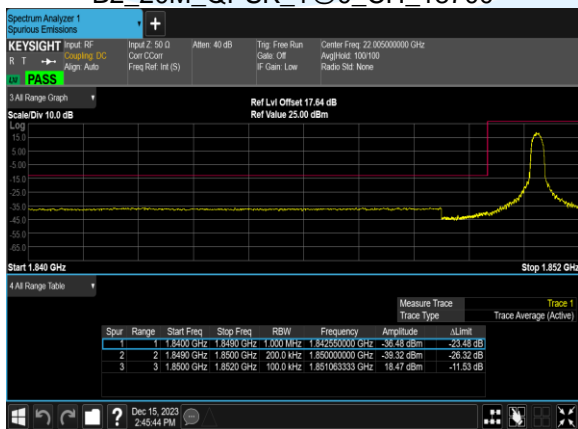 Spectrum Analyzer 1
Spurious Emissions
+
KEYSIGHT Input: RF Input Z: 50 Ω Atten: 40 dB Trig: Free Run Center Freq: 22.005000000 GHz
R T Coupling: DC Corr CCorr Gate: Off Avg|Hold: 100/100
Align: Auto Freq Ref: Int (S) IF Gain: Low Radio Std: None
PASS
3 All Range Graph Ref Lvl Offset 17.64 dB
Scale/Div 10.0 dB Ref Value 25.00 dBm
Log
15.0
5.00
-5.00
-15.0
-25.0
-35.0
-45.0
-55.0
-65.0
Start 1.840 GHz Stop 1.852 GHz
4 All Range Table
Measure Trace Trace 1
Trace Type Trace Average (Active)
Spur Range Start Freq Stop Freq RBW Frequency Amplitude ΔLimit
1 1 1.8400 GHz 1.8490 GHz 1.000 MHz 1.842550000 GHz -36.48 dBm -23.48 dB
2 2 1.8490 GHz 1.8500 GHz 200.0 kHz 1.850000000 GHz -39.32 dBm -26.32 dB
3 3 1.8500 GHz 1.8520 GHz 100.0 kHz 1.851063333 GHz 18.47 dBm -11.53 dB
? Dec 15, 2023
2:45:44 PM